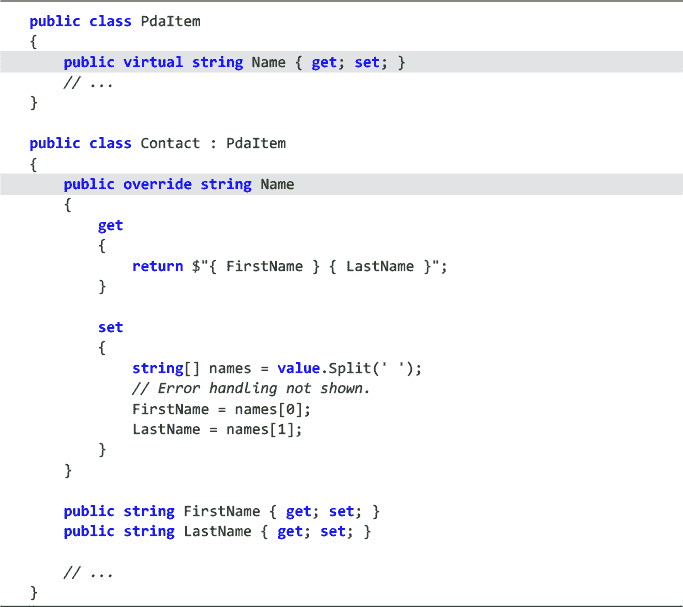 public class PdaItem
{
    public virtual string Name { get; set; }
    // ...
}

public class Contact : PdaItem
{
    public override string Name
    {
        get
        {
            return $"{ FirstName } { LastName }";
        }

        set
        {
            string[] names = value.Split(' ');
            // Error handling not shown.
            FirstName = names[0];
            LastName = names[1];
        }
    }

    public string FirstName { get; set; }
    public string LastName { get; set; }

    // ...
}